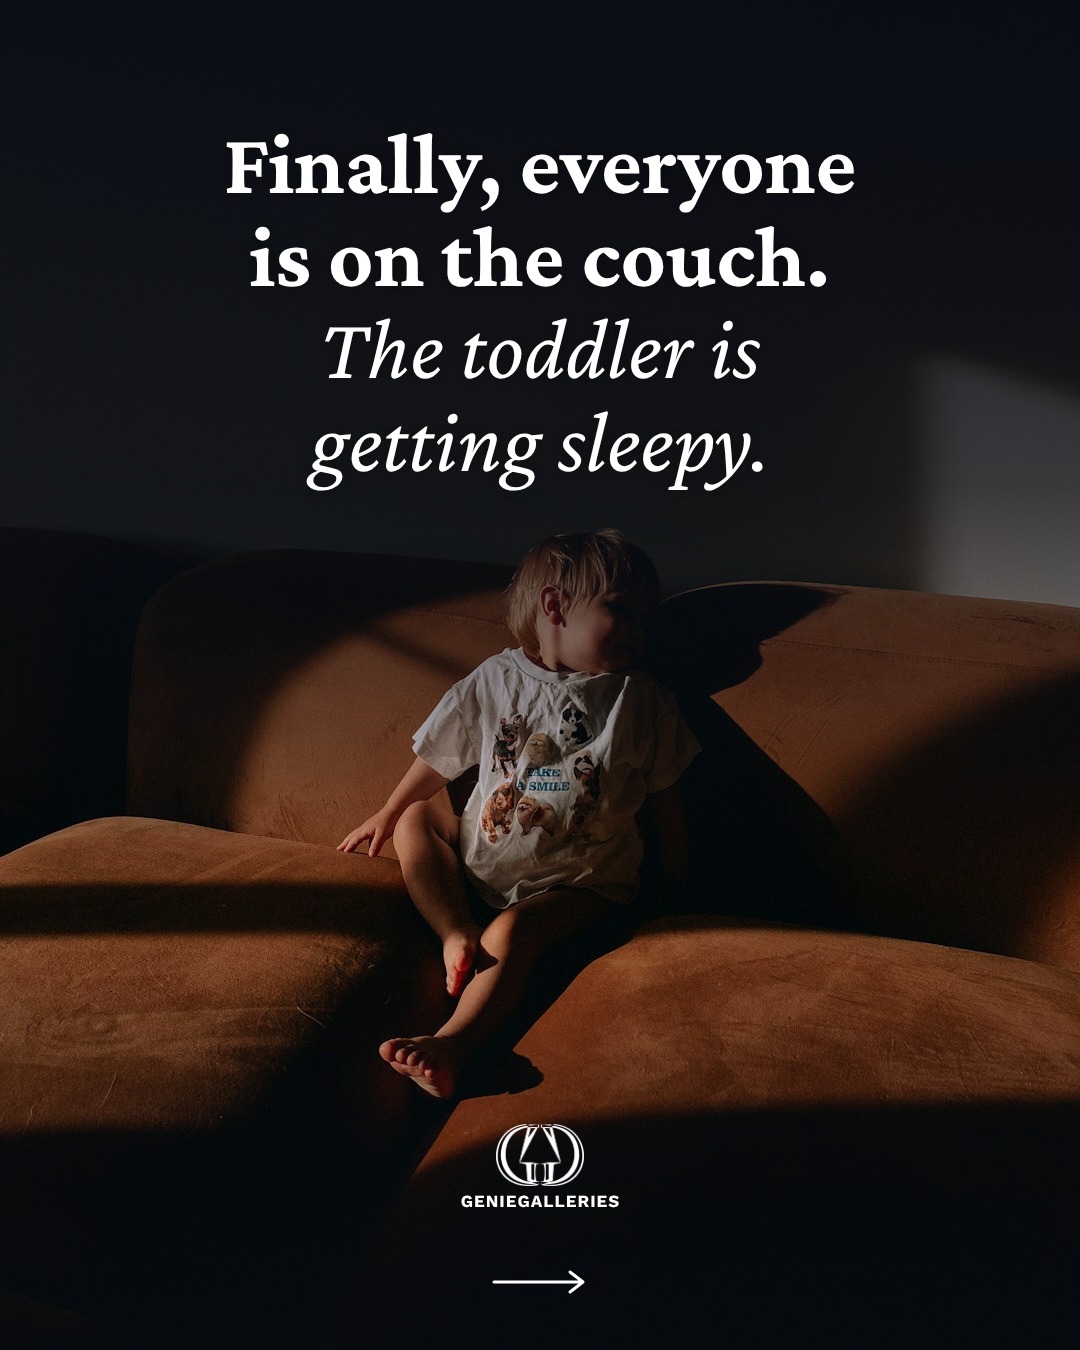 Finally, everyone
is on the couch.
The toddler is
getting sleepy.
TAKE
A SMILE
GENIEGALLERIES